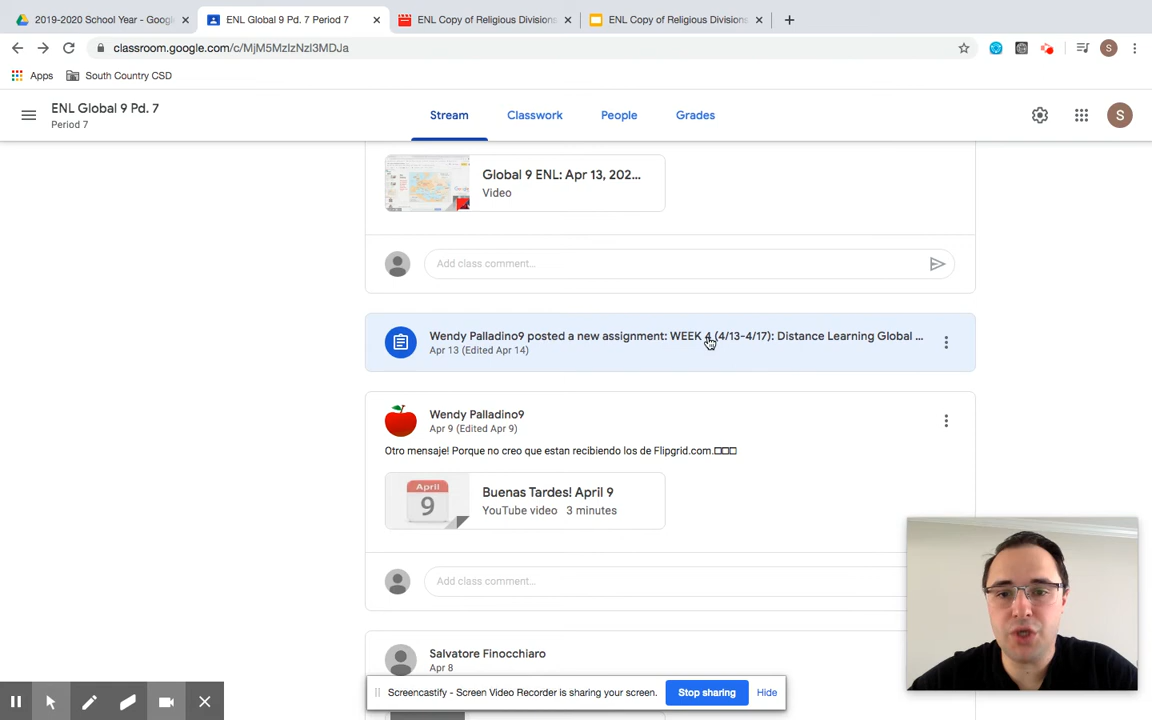 2019-2020 School Year - Google
ENL Global 9 Pd. 7 Period 7
ENL Copy of Religious Divisions
ENL Copy of Religious Divisions
classroom.google.com/c/MjM5MzIzNzI3MDJa
S
Apps
South Country CSD
ENL Global 9 Pd. 7
Period 7
Stream
Classwork
People
Grades
S
Global 9 ENL: Apr 13, 202...
Video
Add class comment...
Wendy Palladino9 posted a new assignment: WEEK 4 (4/13-4/17): Distance Learning Global ...
Apr 13 (Edited Apr 14)
Wendy Palladino9
Apr 9 (Edited Apr 9)
Otro mensaje! Porque no creo que estan recibiendo los de Flipgrid.com.
April
9
Buenas Tardes! April 9
YouTube video 3 minutes
Add class comment...
Salvatore Finocchiaro
Apr 8
Screencastify - Screen Video Recorder is sharing your screen.
Stop sharing
Hide